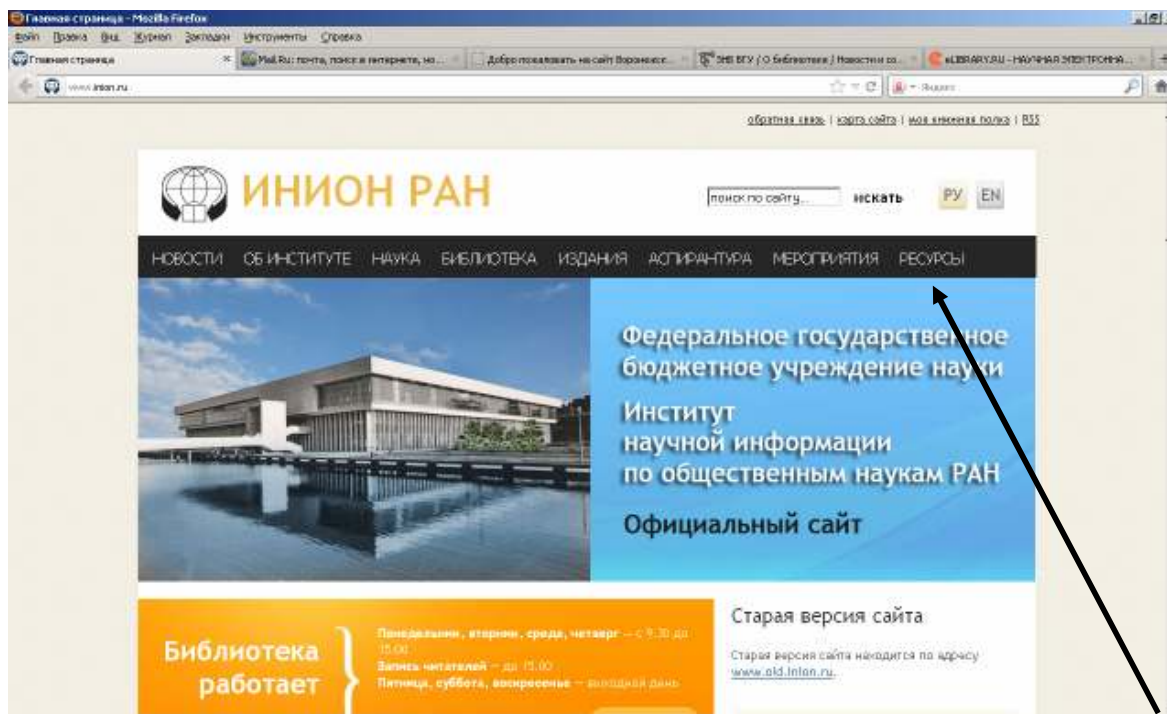 Главная страница - Mozilla Firefox
Файл Правка Вид Журнал Закладки Инструменты Справка
Главная страница
Mail.Ru: почта, поиск в интернете, но...
Добро пожаловать на сайт Воронежск...
ЗНБ ВГУ / О библиотеке / Новости и со...
eLIBRARY.RU - НАУЧНАЯ ЭЛЕКТРОННА...
www.inion.ru
Яндекс
обратная связь | карта сайта | моя книжная полка | RSS
ИНИОН РАН
поиск по сайту...
искать
РУ EN
НОВОСТИ ОБ ИНСТИТУТЕ НАУКА БИБЛИОТЕКА ИЗДАНИЯ АСПИРАНТУРА МЕРОПРИЯТИЯ РЕСУРСЫ
Федеральное государственное
бюджетное учреждение науки
Институт
научной информации
по общественным наукам РАН
Официальный сайт
Библиотека
работает
Понедельник, вторник, среда, четверг – с 9.30 до
15.00
Запись читателей – до 15.00
Пятница, суббота, воскресенье – выходной день
Старая версия сайта
Старая версия сайта находится по адресу
www.old.inion.ru.